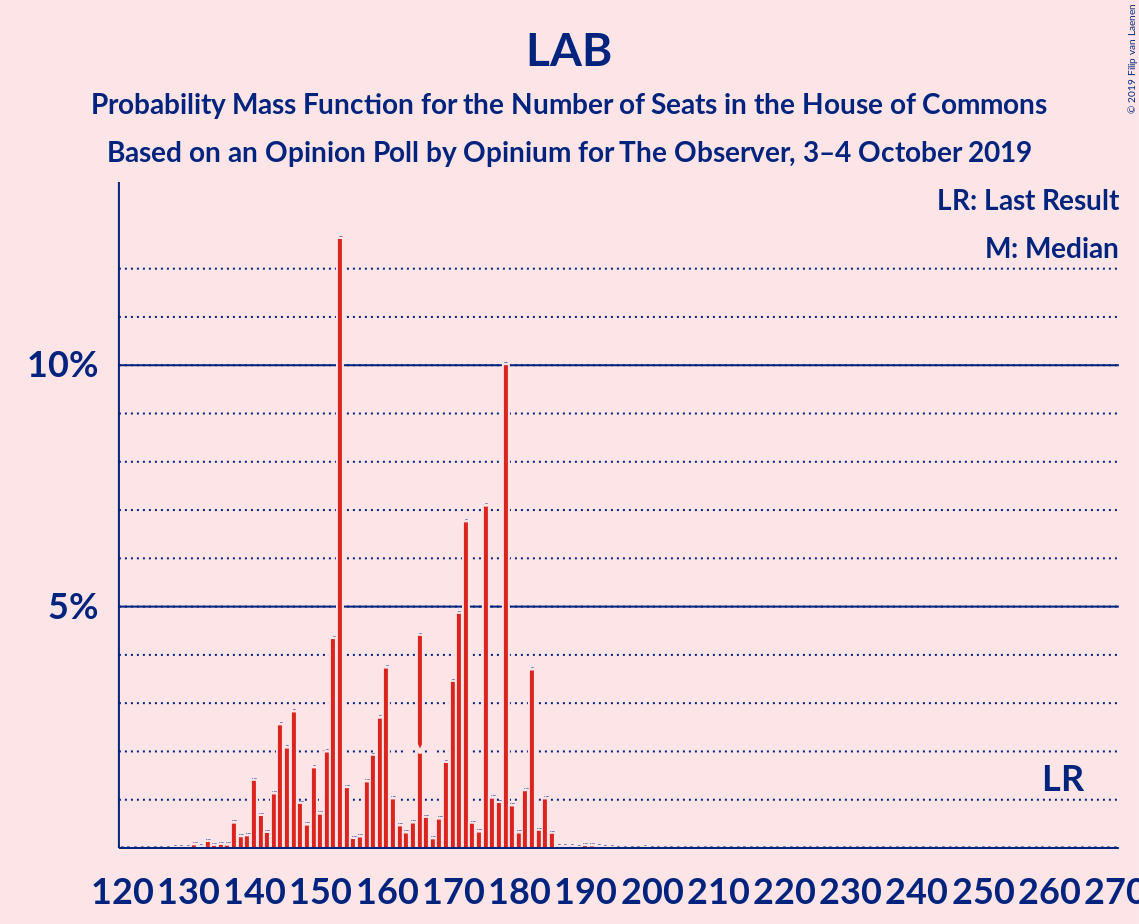 LAB
Probability Mass Function for the Number of Seats in the House of Commons
Based on an Opinion Poll by Opinium for The Observer, 3–4 October 2019
© 2019 Filip van Laenen
LR: Last Result
M: Median
10%
5%
LR
120 130 140 150 160 170 180 190 200 210 220 230 240 250 260 270